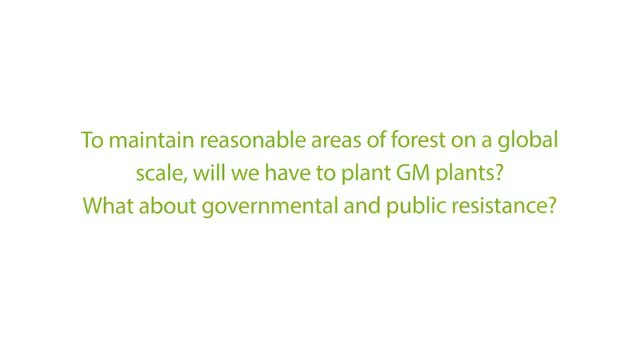 To maintain reasonable areas of forest on a global
scale, will we have to plant GM plants?
What about governmental and public resistance?